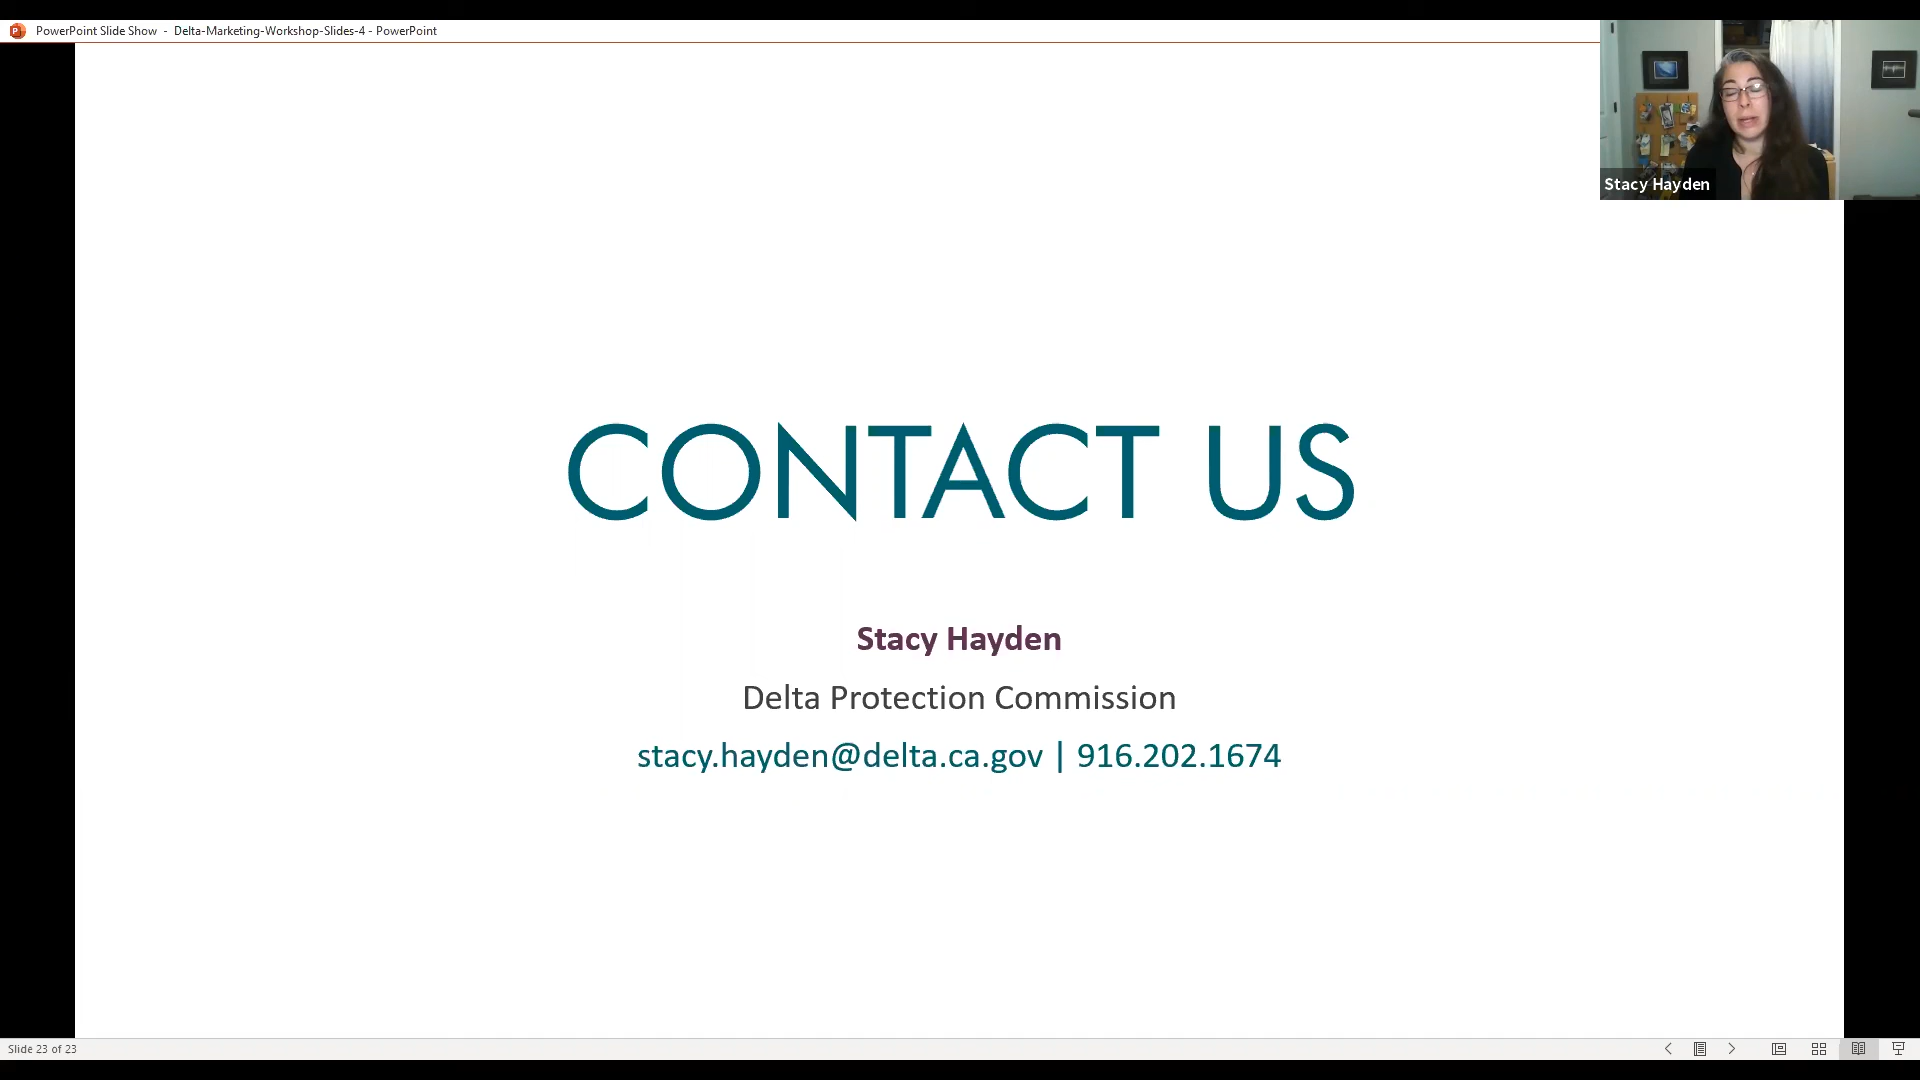 PowerPoint Slide Show - Delta-Marketing-Workshop-Slides-4 - PowerPoint
Stacy Hayden
CONTACT US
Stacy Hayden
Delta Protection Commission
stacy.hayden@delta.ca.gov | 916.202.1674
Slide 23 of 23